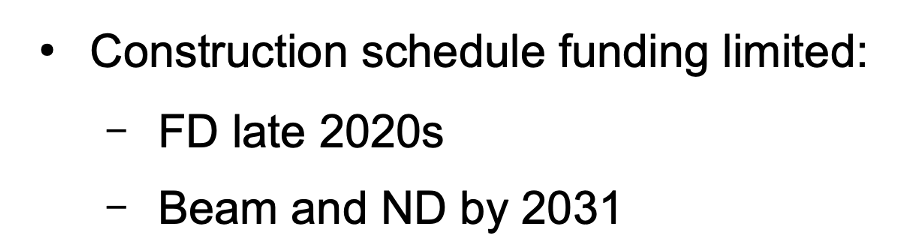 • Construction schedule funding limited:
– FD late 2020s
– Beam and ND by 2031